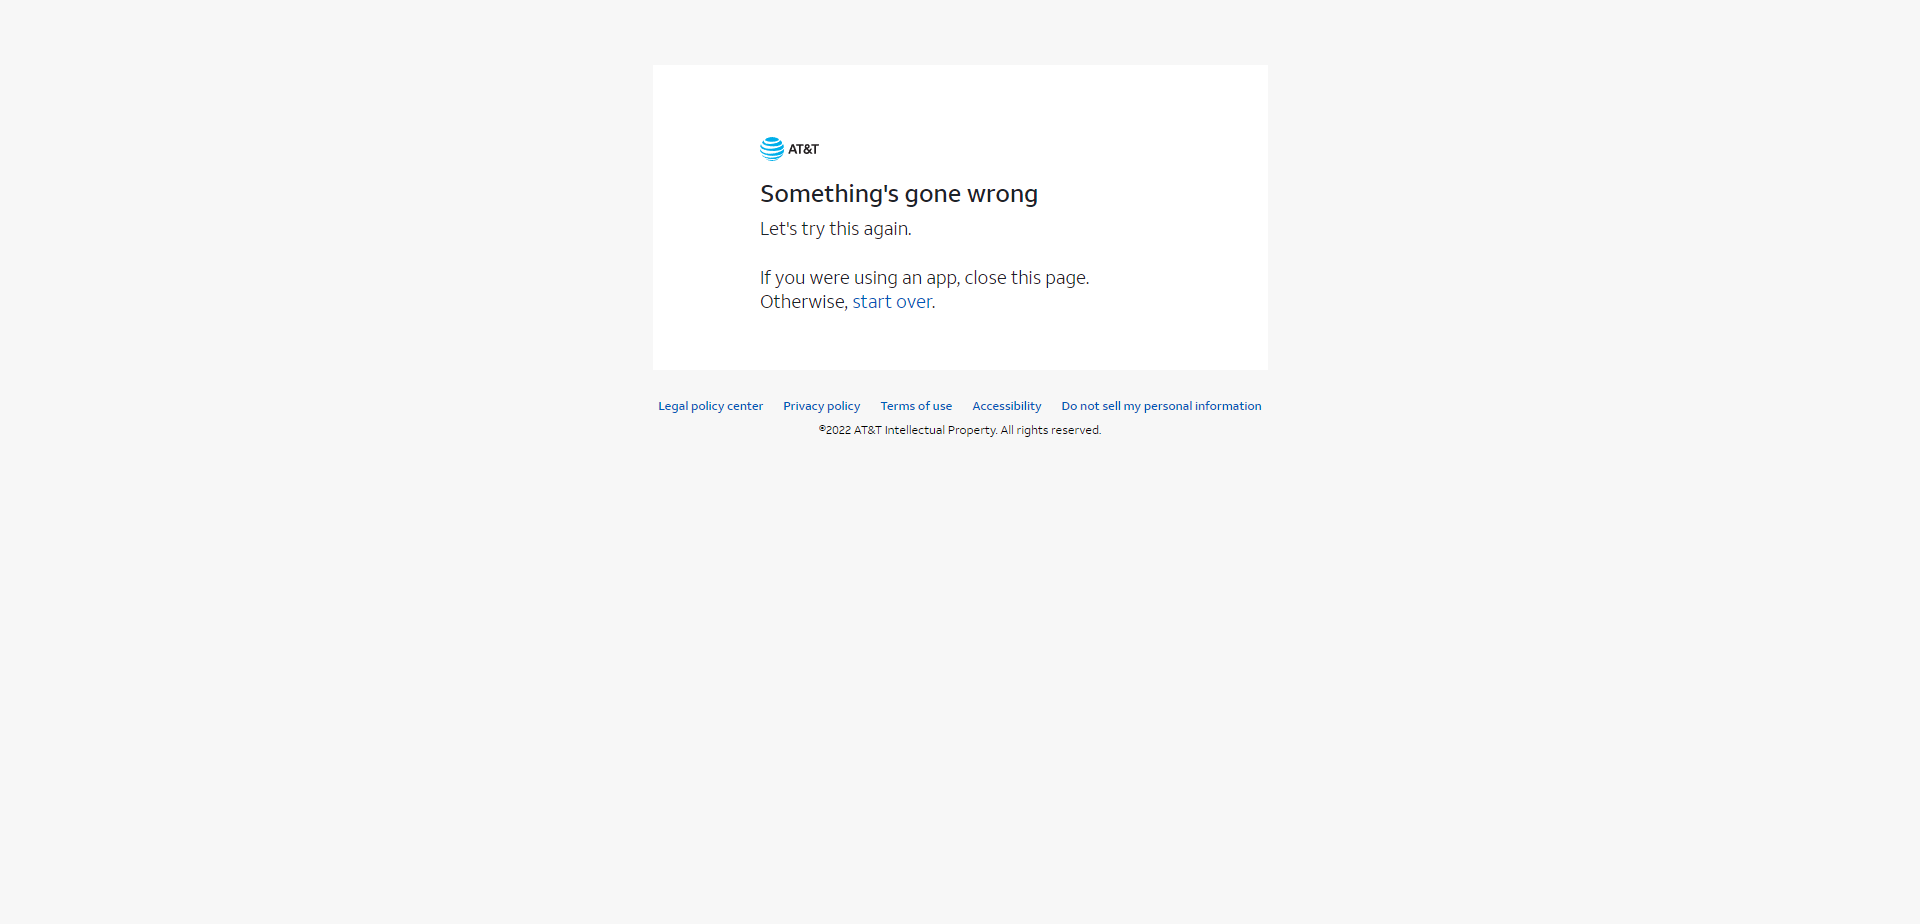 AT&T
Something's gone wrong
Let's try this again.
If you were using an app, close this page.
Otherwise, start over.
Legal policy center Privacy policy Terms of use Accessibility Do not sell my personal information
©2022 AT&T Intellectual Property. All rights reserved.